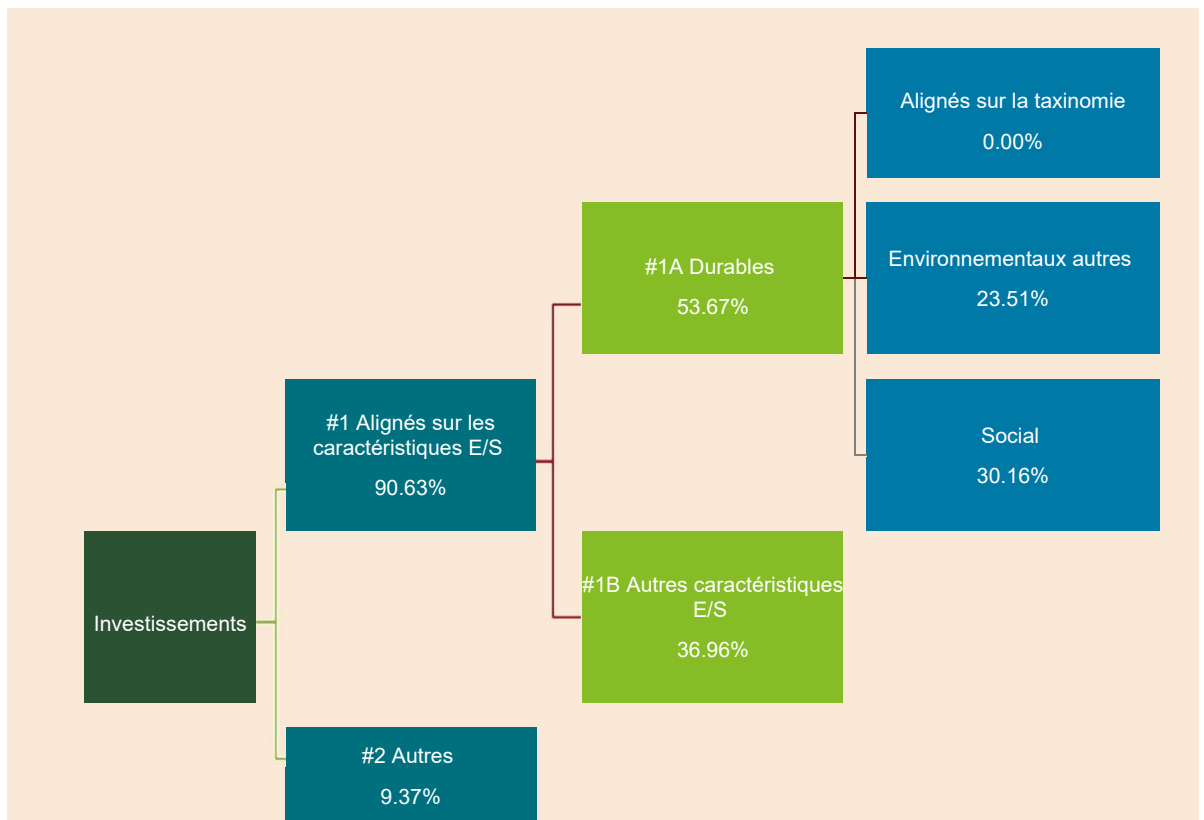 Alignés sur la taxinomie
0.00%
#1A Durables
53.67%
Environnementaux autres
23.51%
#1 Alignés sur les
caractéristiques E/S
90.63%
Social
30.16%
Investissements
#1B Autres caractéristiques
E/S
36.96%
#2 Autres
9.37%